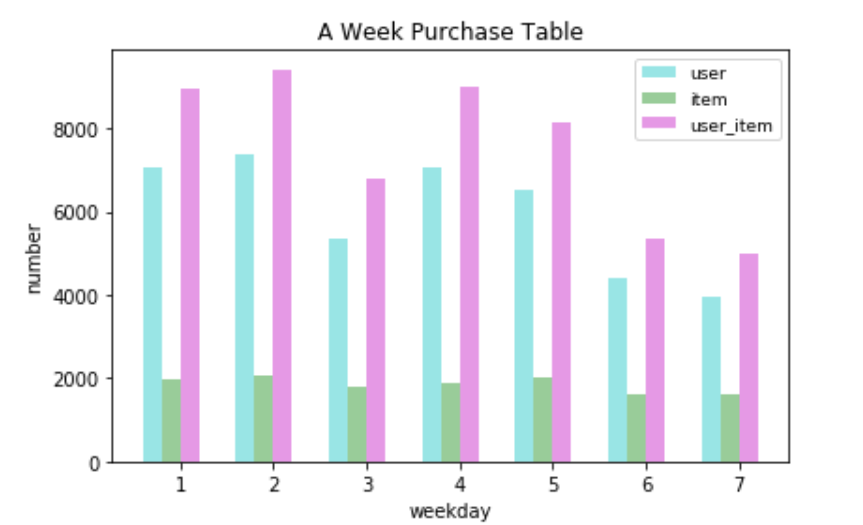 A Week Purchase Table
user
item
user_item
8000
6000
4000
2000
0
number
1 2 3 4 5 6 7
weekday